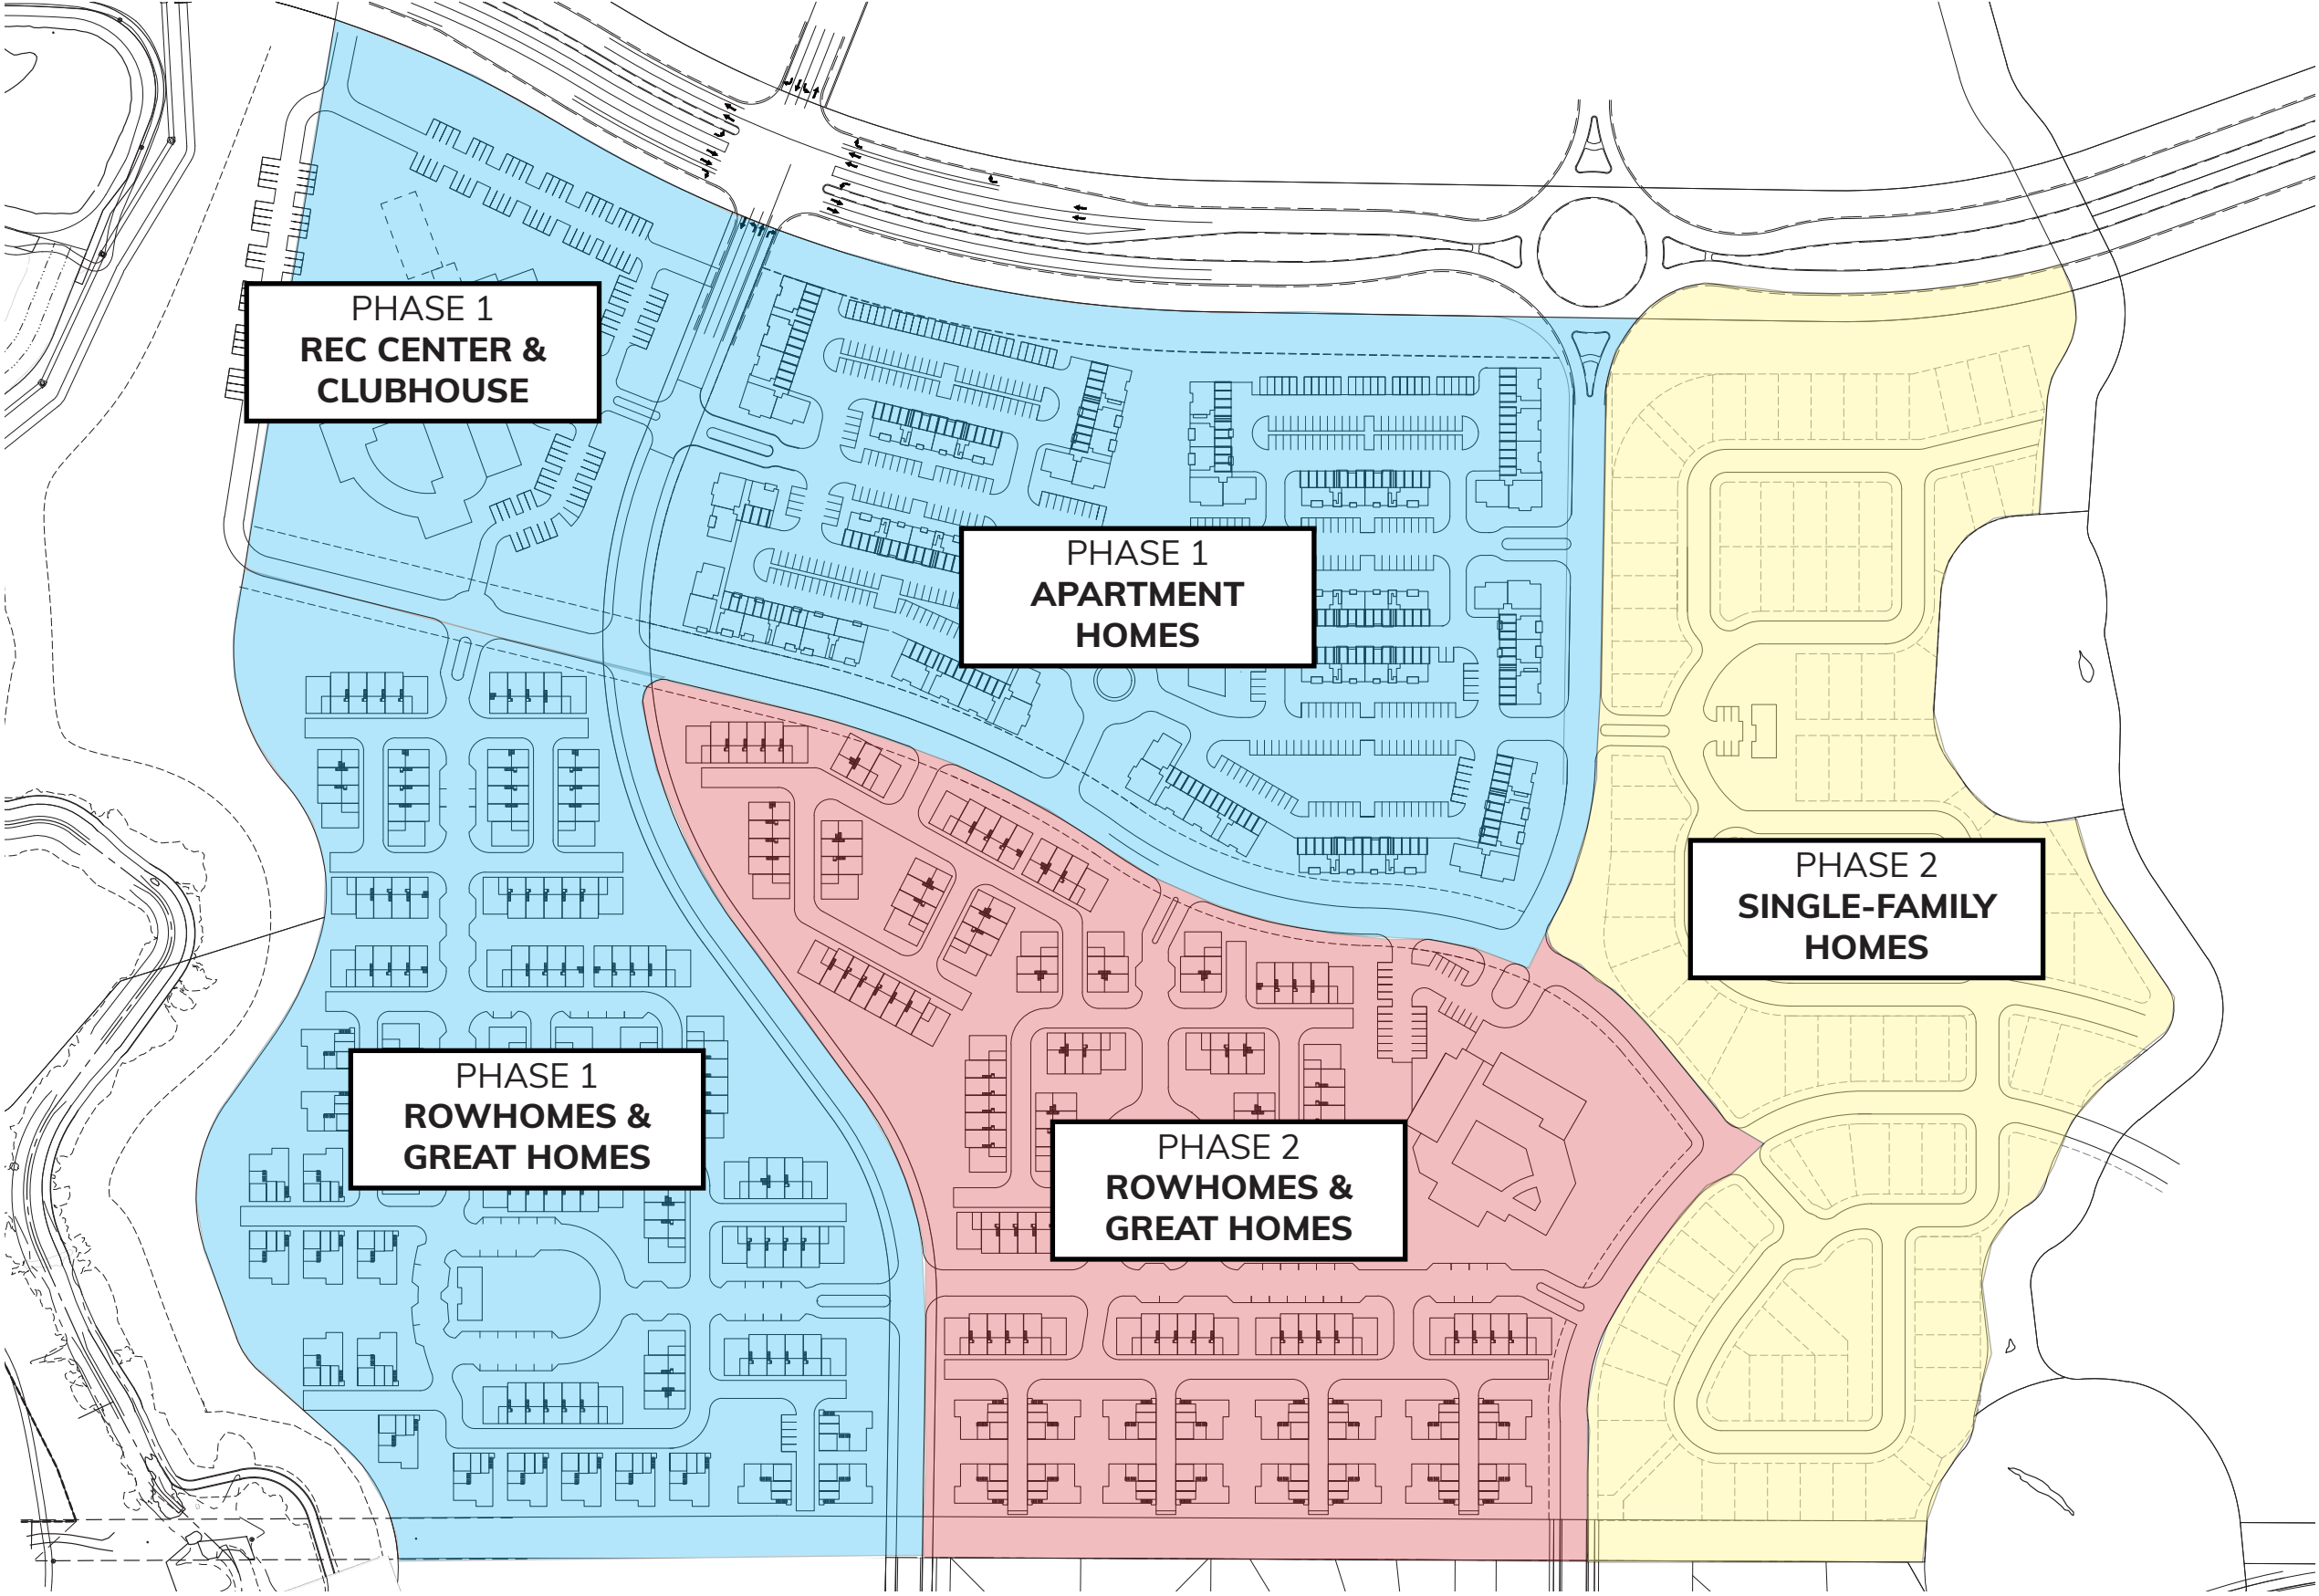 PHASE 1
REC CENTER &
CLUBHOUSE
PHASE 1
APARTMENT
HOMES
PHASE 2
SINGLE-FAMILY
HOMES
PHASE 1
ROWHOMES &
GREAT HOMES
PHASE 2
ROWHOMES &
GREAT HOMES